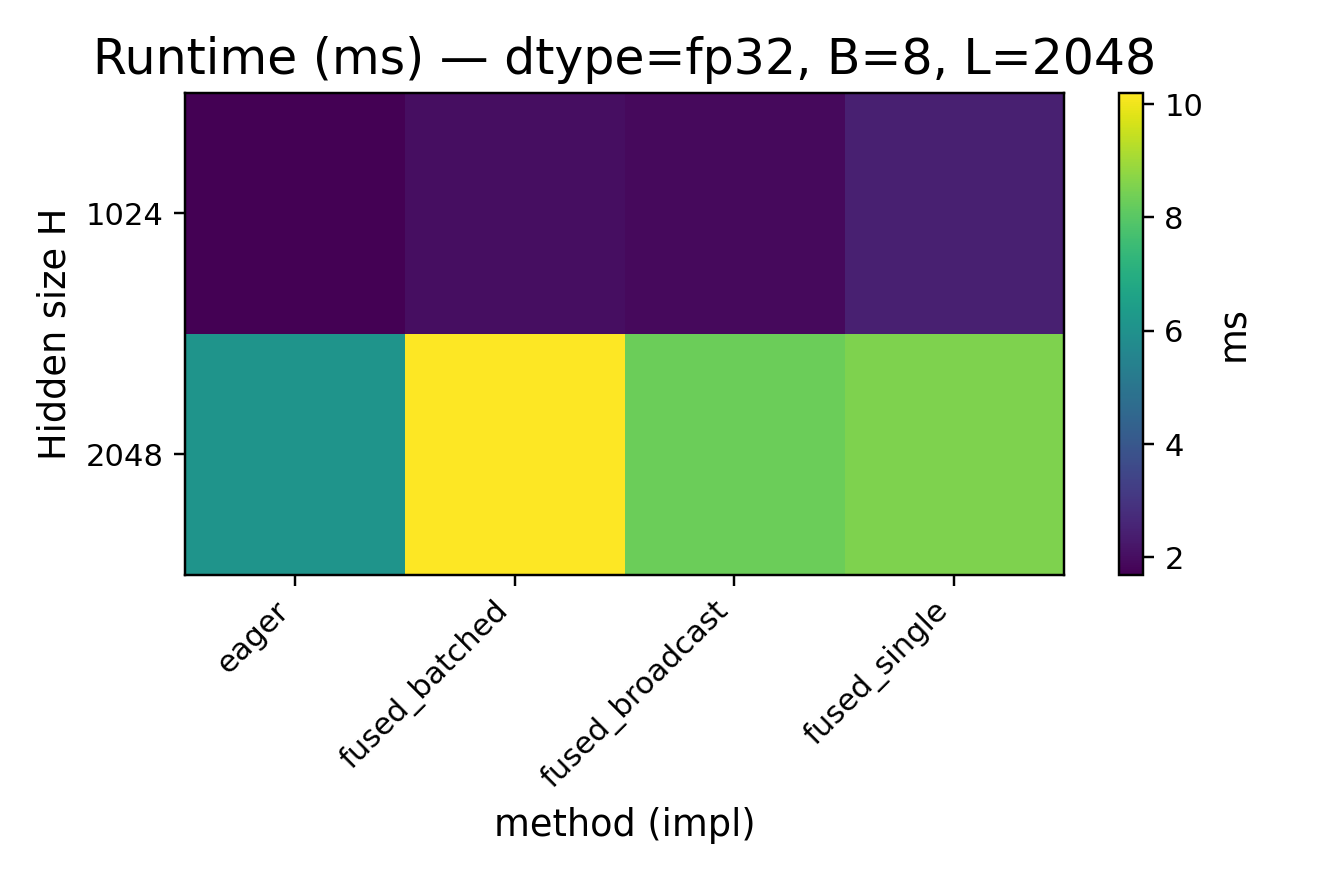 Runtime (ms) — dtype=fp32, B=8, L=2048
Hidden size H
1024
2048
eager
fused_batched
fused_broadcast
fused_single
method (impl)
10
8
6
4
2
ms